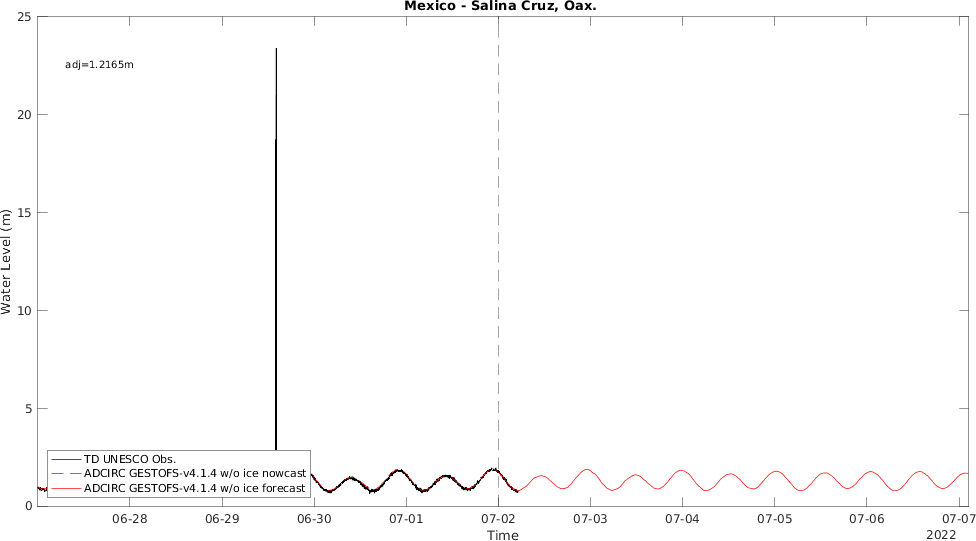 Mexico - Salina Cruz, Oax.
25
adj=1.2165m
20
15
Water Level (m)
10
5
TD UNESCO Obs.
ADCIRC GESTOFS-v4.1.4 w/o ice nowcast
ADCIRC GESTOFS-v4.1.4 w/o ice forecast
0
06-28 06-29 06-30 07-01 07-02 07-03 07-04 07-05 07-06 07-07
Time
2022